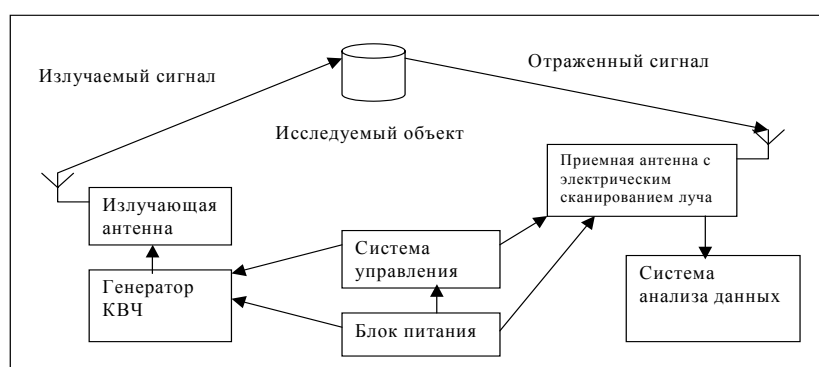 Излучаемый сигнал
Отраженный сигнал
Исследуемый объект
Приемная антенна с
электрическим
сканированием луча
Излучающая
антенна
Система
управления
Генератор
КВЧ
Система
анализа данных
Блок питания